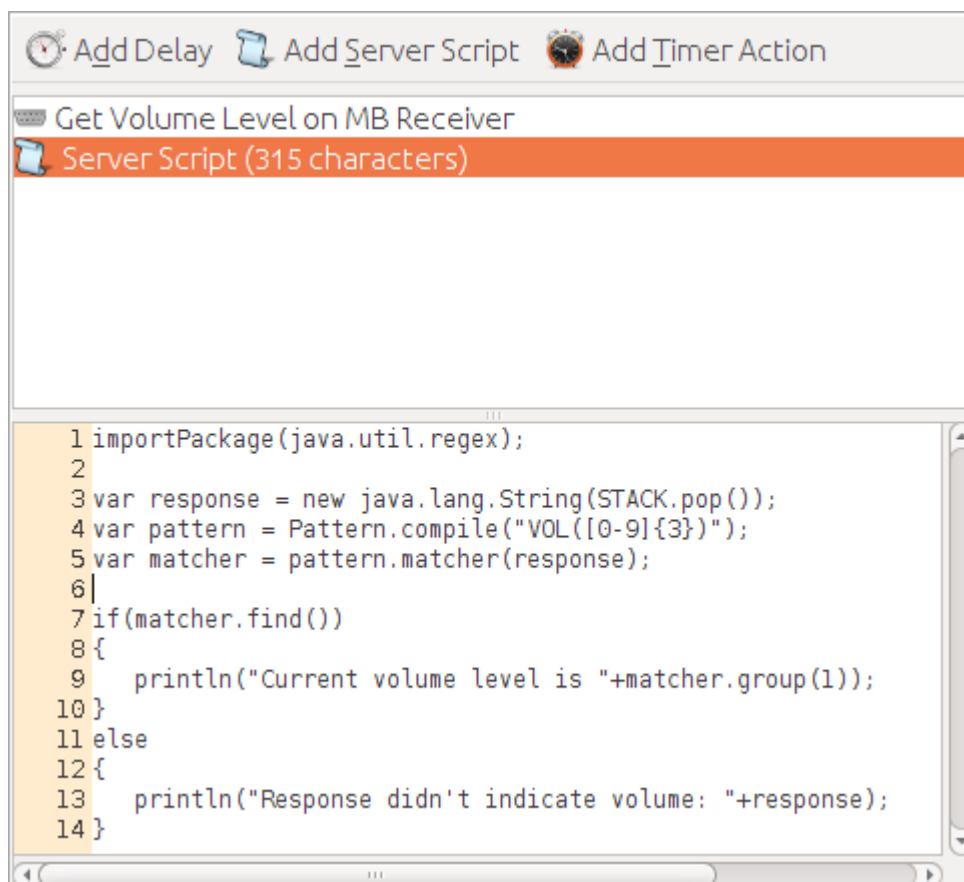 Add Delay Add Server Script Add Timer Action
Get Volume Level on MB Receiver
Server Script (315 characters)
1 importPackage(java.util.regex);
2
3 var response = new java.lang.String(STACK.pop());
4 var pattern = Pattern.compile("VOL([0-9]{3})");
5 var matcher = pattern.matcher(response);
6
7 if(matcher.find())
8 {
9    println("Current volume level is "+matcher.group(1));
10 }
11 else
12 {
13    println("Response didn't indicate volume: "+response);
14 }